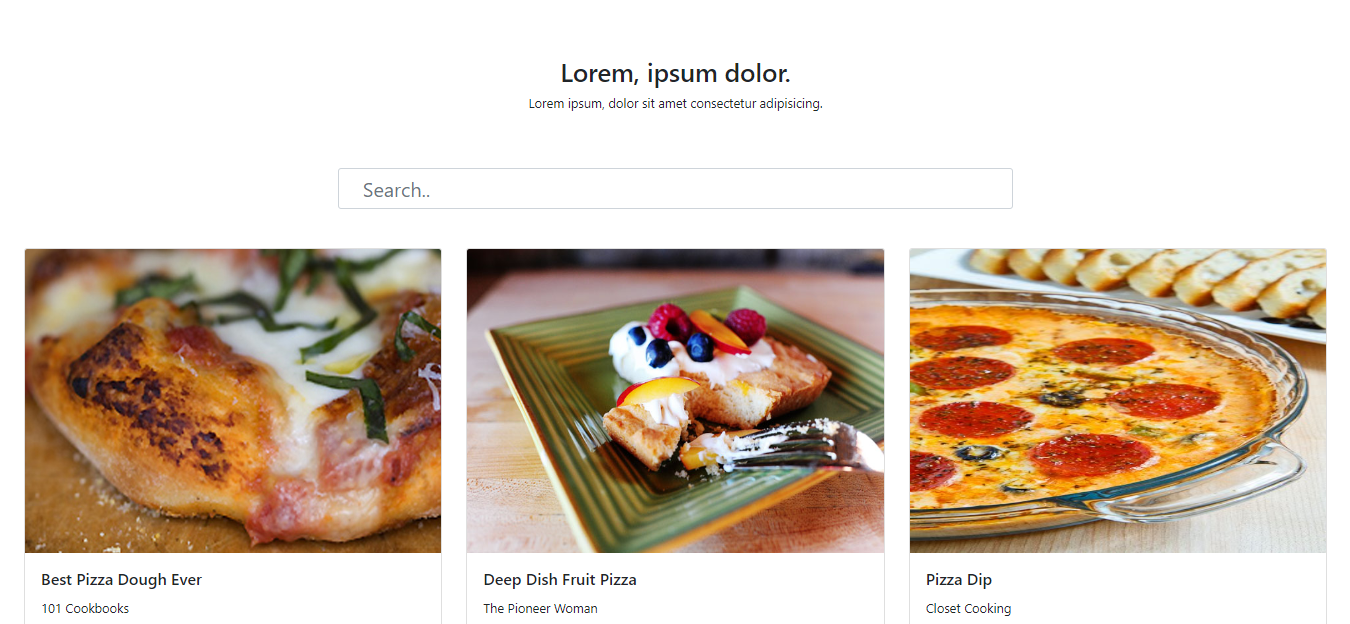 Lorem, ipsum dolor.
Lorem ipsum, dolor sit amet consectetur adipisicing.
Search..
Best Pizza Dough Ever
101 Cookbooks
Deep Dish Fruit Pizza
The Pioneer Woman
Pizza Dip
Closet Cooking